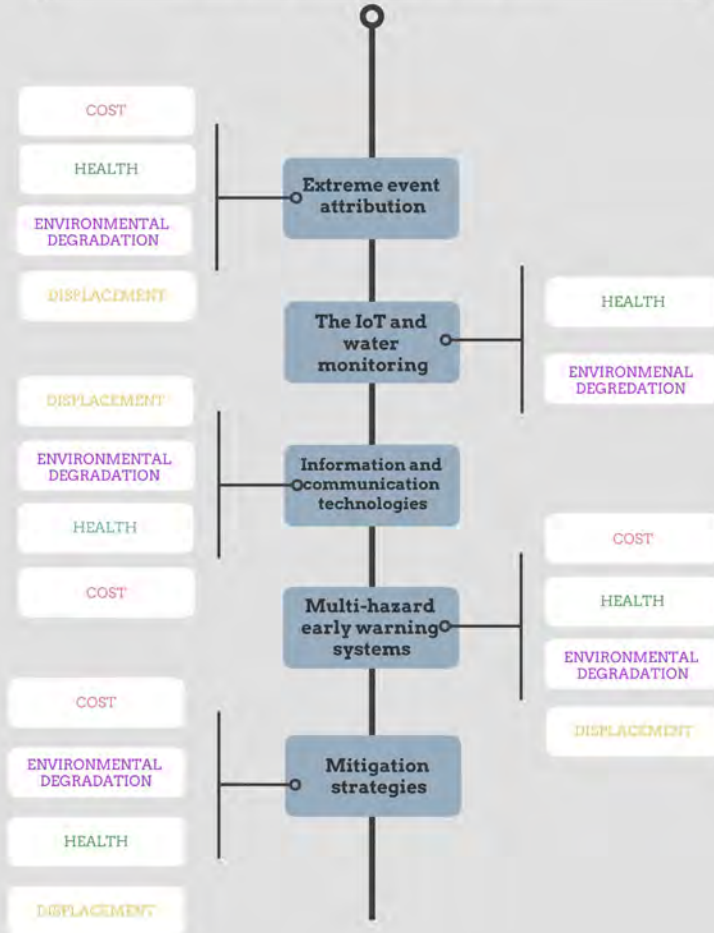 COST
HEALTH
ENVIRONMENTAL
DEGRADATION
DISPLACEMENT
Extreme event
attribution
The IoT and
water
monitoring
HEALTH
ENVIRONMENAL
DEGREDATION
DISPLACEMENT
ENVIRONMENTAL
DEGRADATION
HEALTH
COST
Information and
communication
technologies
Multi-hazard
early warning
systems
COST
HEALTH
ENVIRONMENTAL
DEGRADATION
DISPLACEMENT
COST
ENVIRONMENTAL
DEGRADATION
HEALTH
DISPLACEMENT
Mitigation
strategies